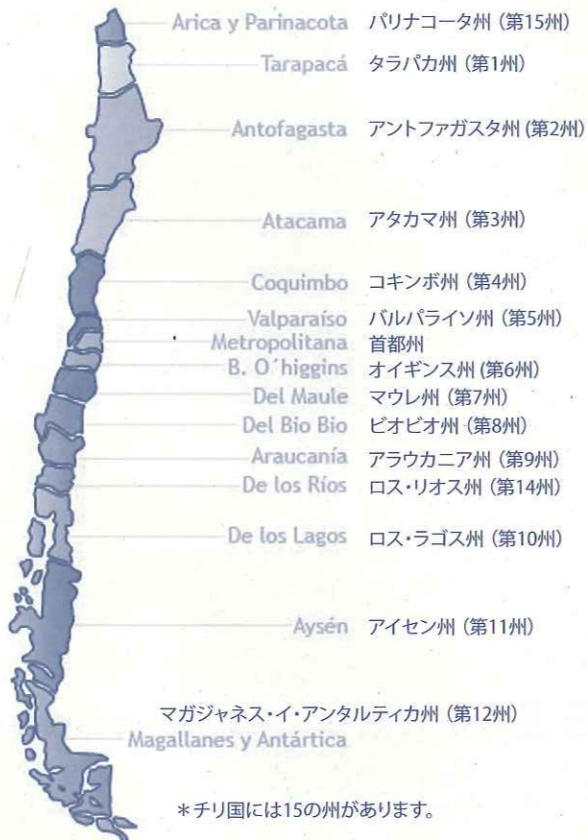 Arica y Parinacota パリナコータ州 (第15州)
Tarapacá タラパカ州 (第1州)
Antofagasta アントファガスタ州 (第2州)
Atacama アタカマ州 (第3州)
Coquimbo コキンボ州 (第4州)
Valparaíso バルパライソ州 (第5州)
Metropolitana 首都州
B. O´higgins オイギンス州 (第6州)
Del Maule マウレ州 (第7州)
Del Bio Bio ビオビオ州 (第8州)
Araucanía アラウカニア州 (第9州)
De los Ríos ロス・リオス州 (第14州)
De los Lagos ロス・ラゴス州 (第10州)
Aysén アイセン州 (第11州)
マガジャネス・イ・アンタルティカ州 (第12州)
Magallanes y Antártica
＊チリ国には15の州があります。